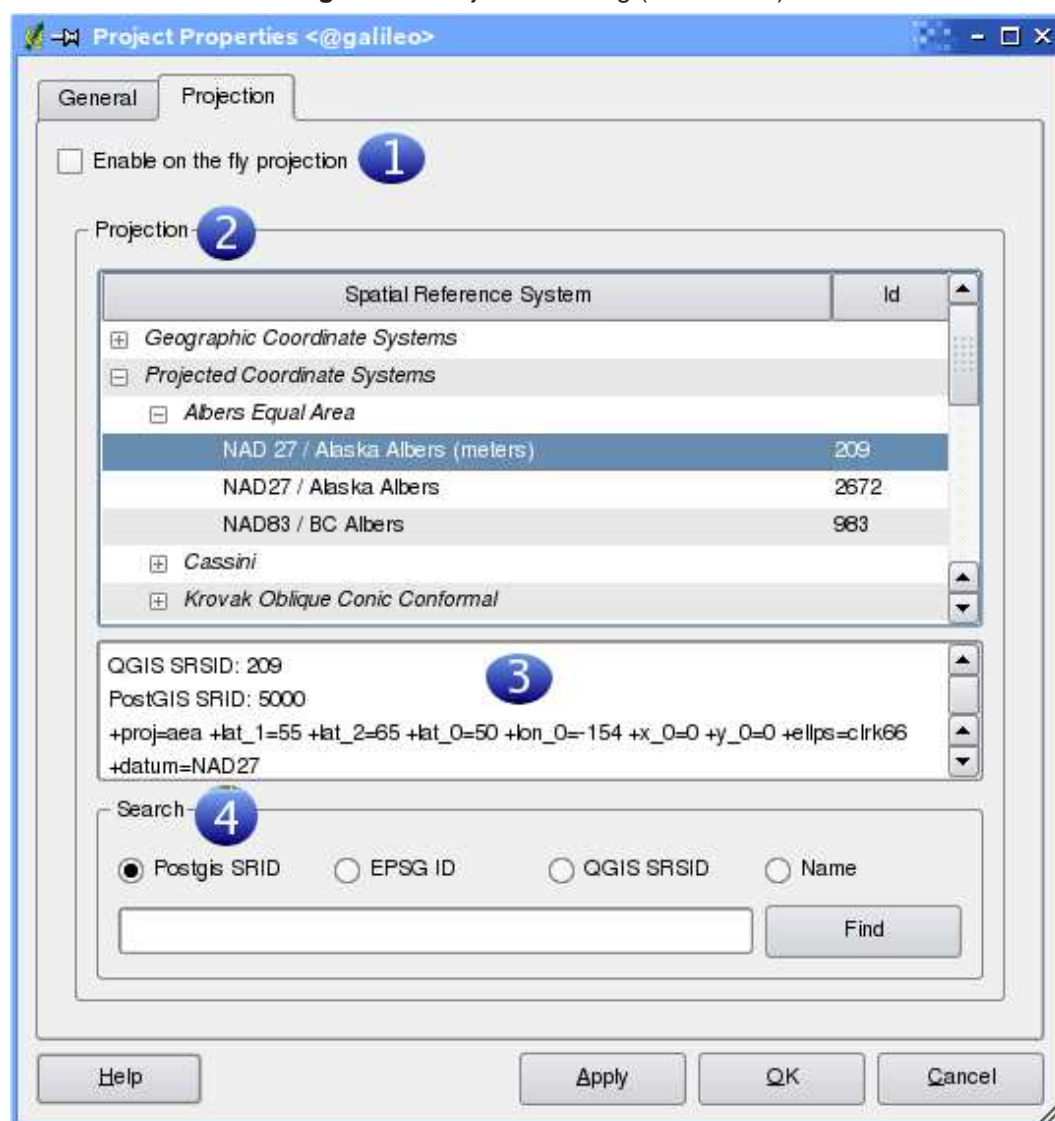 Project Properties <@galileo>
General Projection
Enable on the fly projection 1
Projection 2
Spatial Reference System Id
Geographic Coordinate Systems
Projected Coordinate Systems
Albers Equal Area
NAD 27 / Alaska Albers (meters) 209
NAD27 / Alaska Albers 2672
NAD83 / BC Albers 983
Cassini
Krovak Oblique Conic Conformal
QGIS SRSID: 209
3
PostGIS SRID: 5000
+proj=aea +lat_1=55 +lat_2=65 +lat_0=50 +lon_0=-154 +x_0=0 +y_0=0 +ellps=clrk66
+datum=NAD27
Search 4
Postgis SRID EPSG ID QGIS SRSID Name
Find
Help Apply OK Cancel